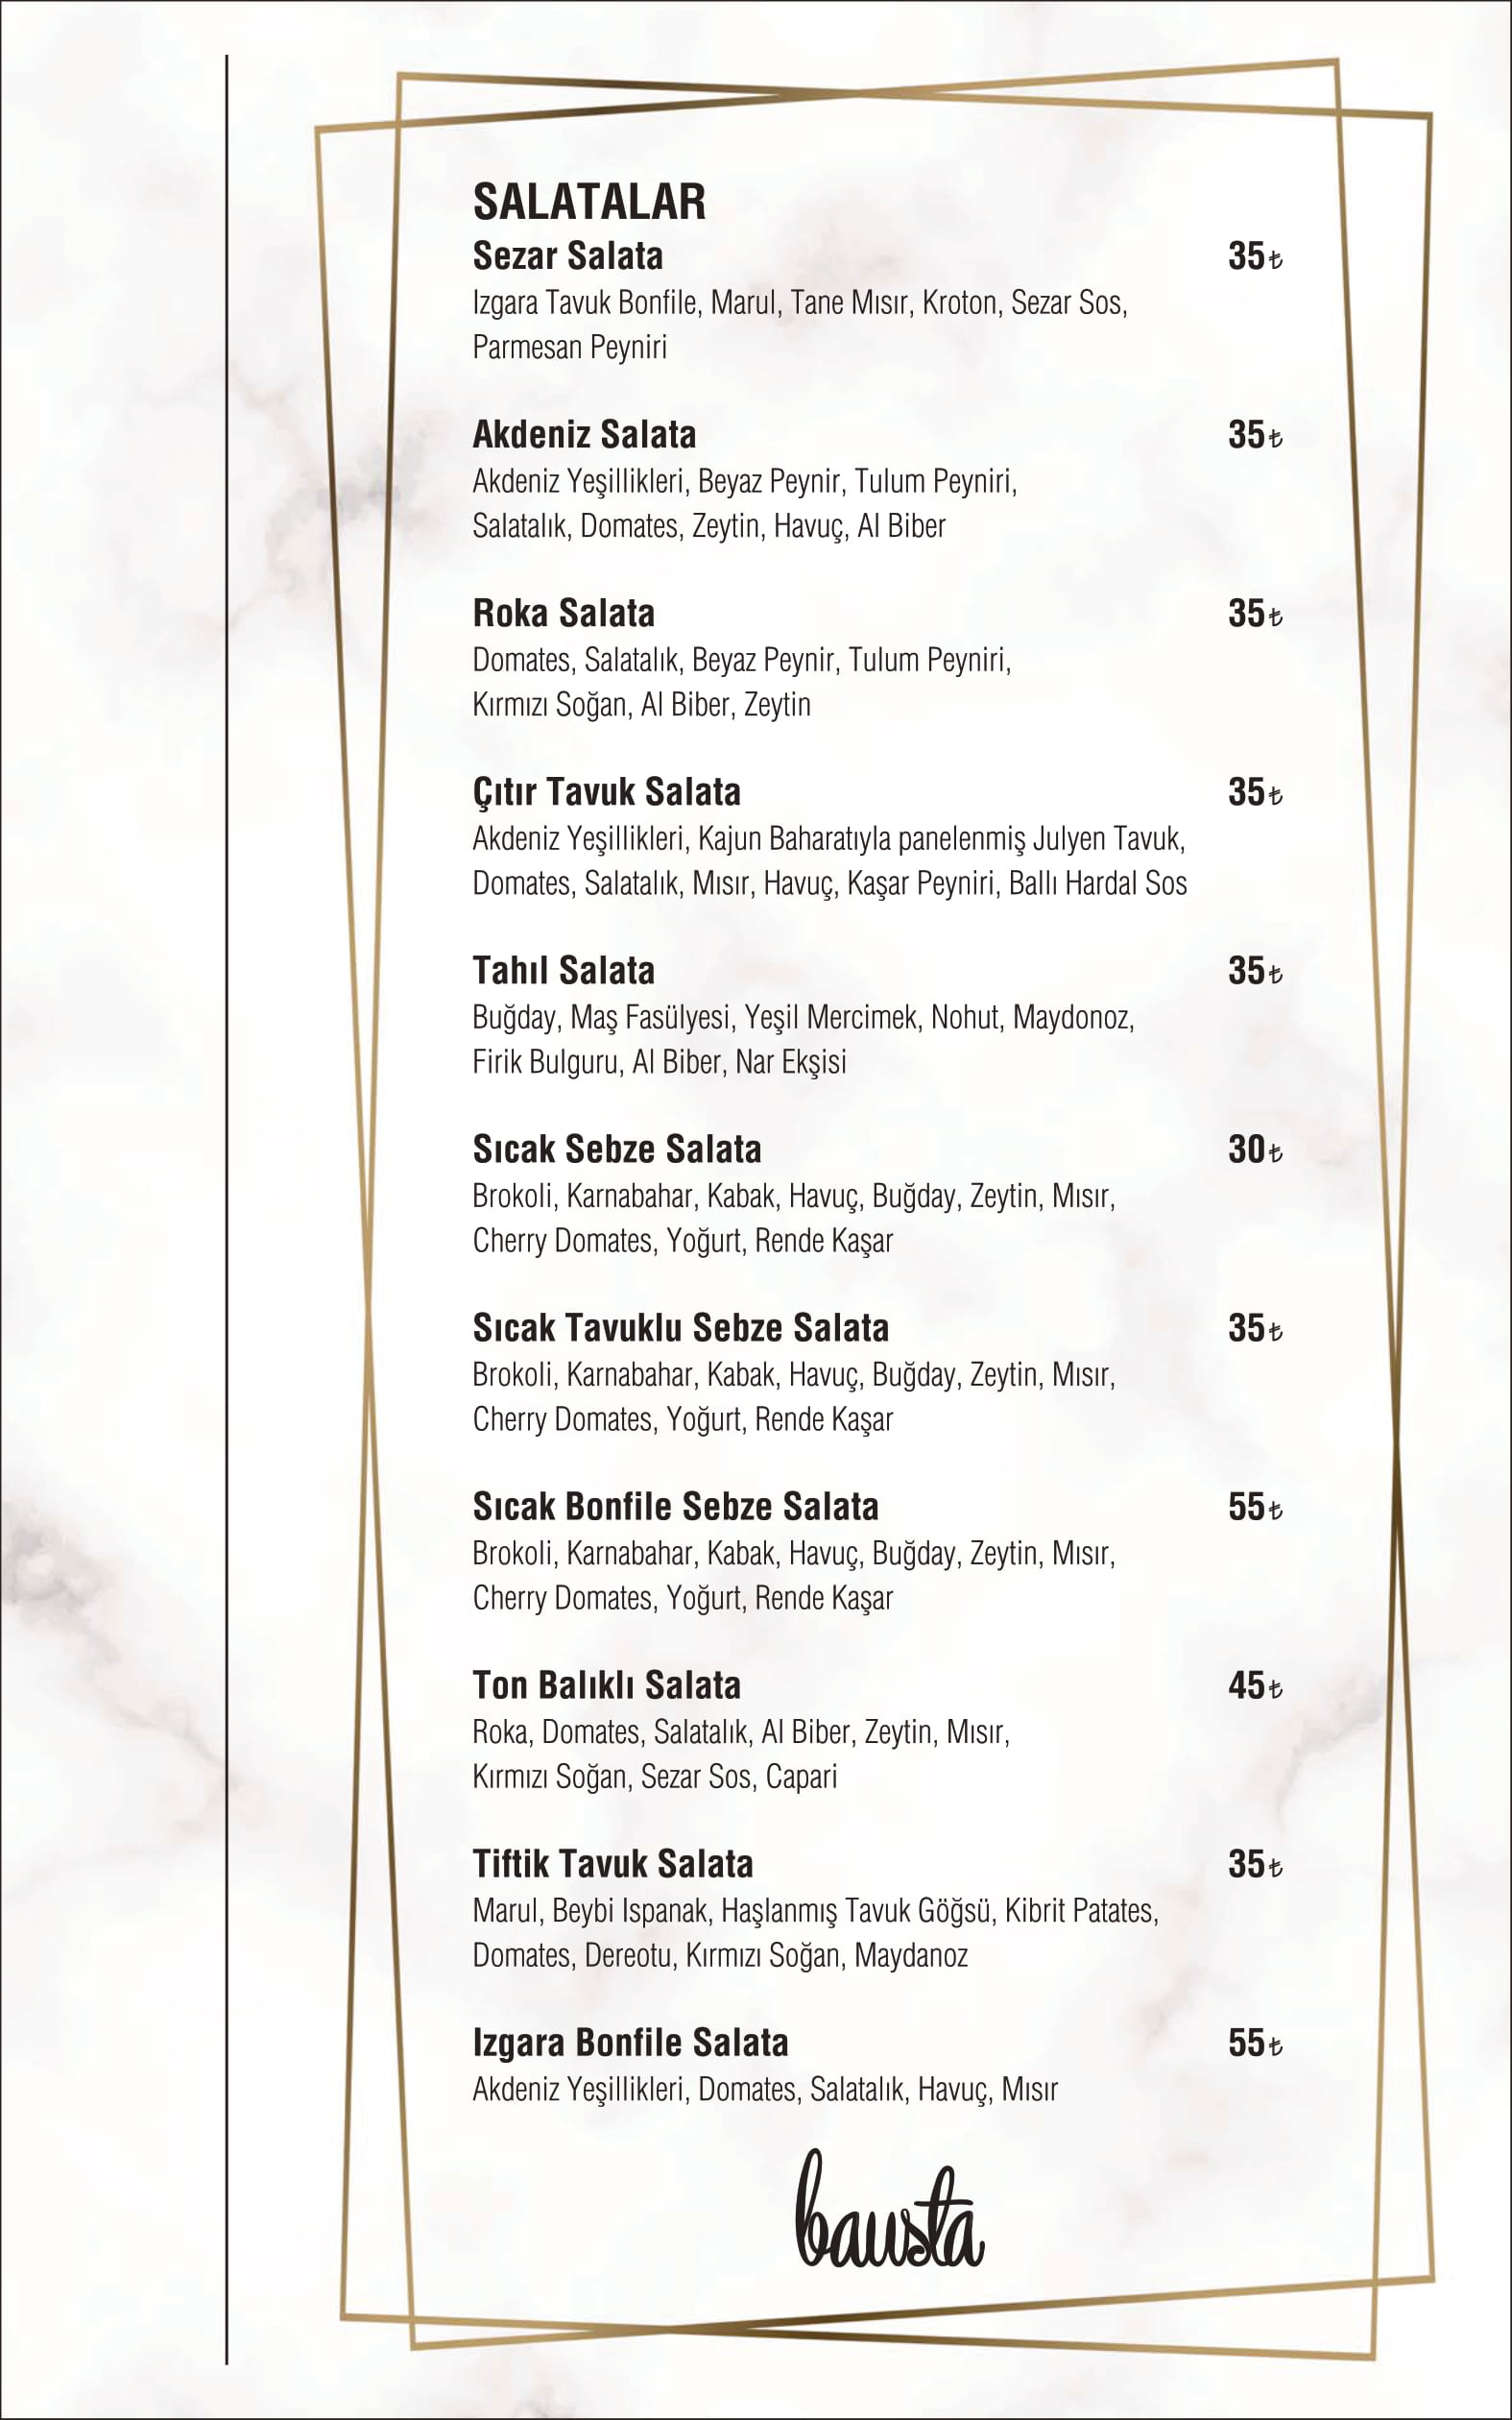 SALATALAR
Sezar Salata 35₺
Izgara Tavuk Bonfile, Marul, Tane Mısır, Kroton, Sezar Sos,
Parmesan Peyniri
Akdeniz Salata 35₺
Akdeniz Yeşillikleri, Beyaz Peynir, Tulum Peyniri,
Salatalık, Domates, Zeytin, Havuç, Al Biber
Roka Salata 35₺
Domates, Salatalık, Beyaz Peynir, Tulum Peyniri,
Kırmızı Soğan, Al Biber, Zeytin
Çıtır Tavuk Salata 35₺
Akdeniz Yeşillikleri, Kajun Baharatıyla panelenmiş Julyen Tavuk,
Domates, Salatalık, Mısır, Havuç, Kaşar Peyniri, Ballı Hardal Sos
Tahıl Salata 35₺
Buğday, Maş Fasülyesi, Yeşil Mercimek, Nohut, Maydonoz,
Firik Bulguru, Al Biber, Nar Ekşisi
Sıcak Sebze Salata 30₺
Brokoli, Karnabahar, Kabak, Havuç, Buğday, Zeytin, Mısır,
Cherry Domates, Yoğurt, Rende Kaşar
Sıcak Tavuklu Sebze Salata 35₺
Brokoli, Karnabahar, Kabak, Havuç, Buğday, Zeytin, Mısır,
Cherry Domates, Yoğurt, Rende Kaşar
Sıcak Bonfile Sebze Salata 55₺
Brokoli, Karnabahar, Kabak, Havuç, Buğday, Zeytin, Mısır,
Cherry Domates, Yoğurt, Rende Kaşar
Ton Balıklı Salata 45₺
Roka, Domates, Salatalık, Al Biber, Zeytin, Mısır,
Kırmızı Soğan, Sezar Sos, Capari
Tiftik Tavuk Salata 35₺
Marul, Beybi Ispanak, Haşlanmış Tavuk Göğsü, Kibrit Patates,
Domates, Dereotu, Kırmızı Soğan, Maydanoz
Izgara Bonfile Salata 55₺
Akdeniz Yeşillikleri, Domates, Salatalık, Havuç, Mısır
bausta